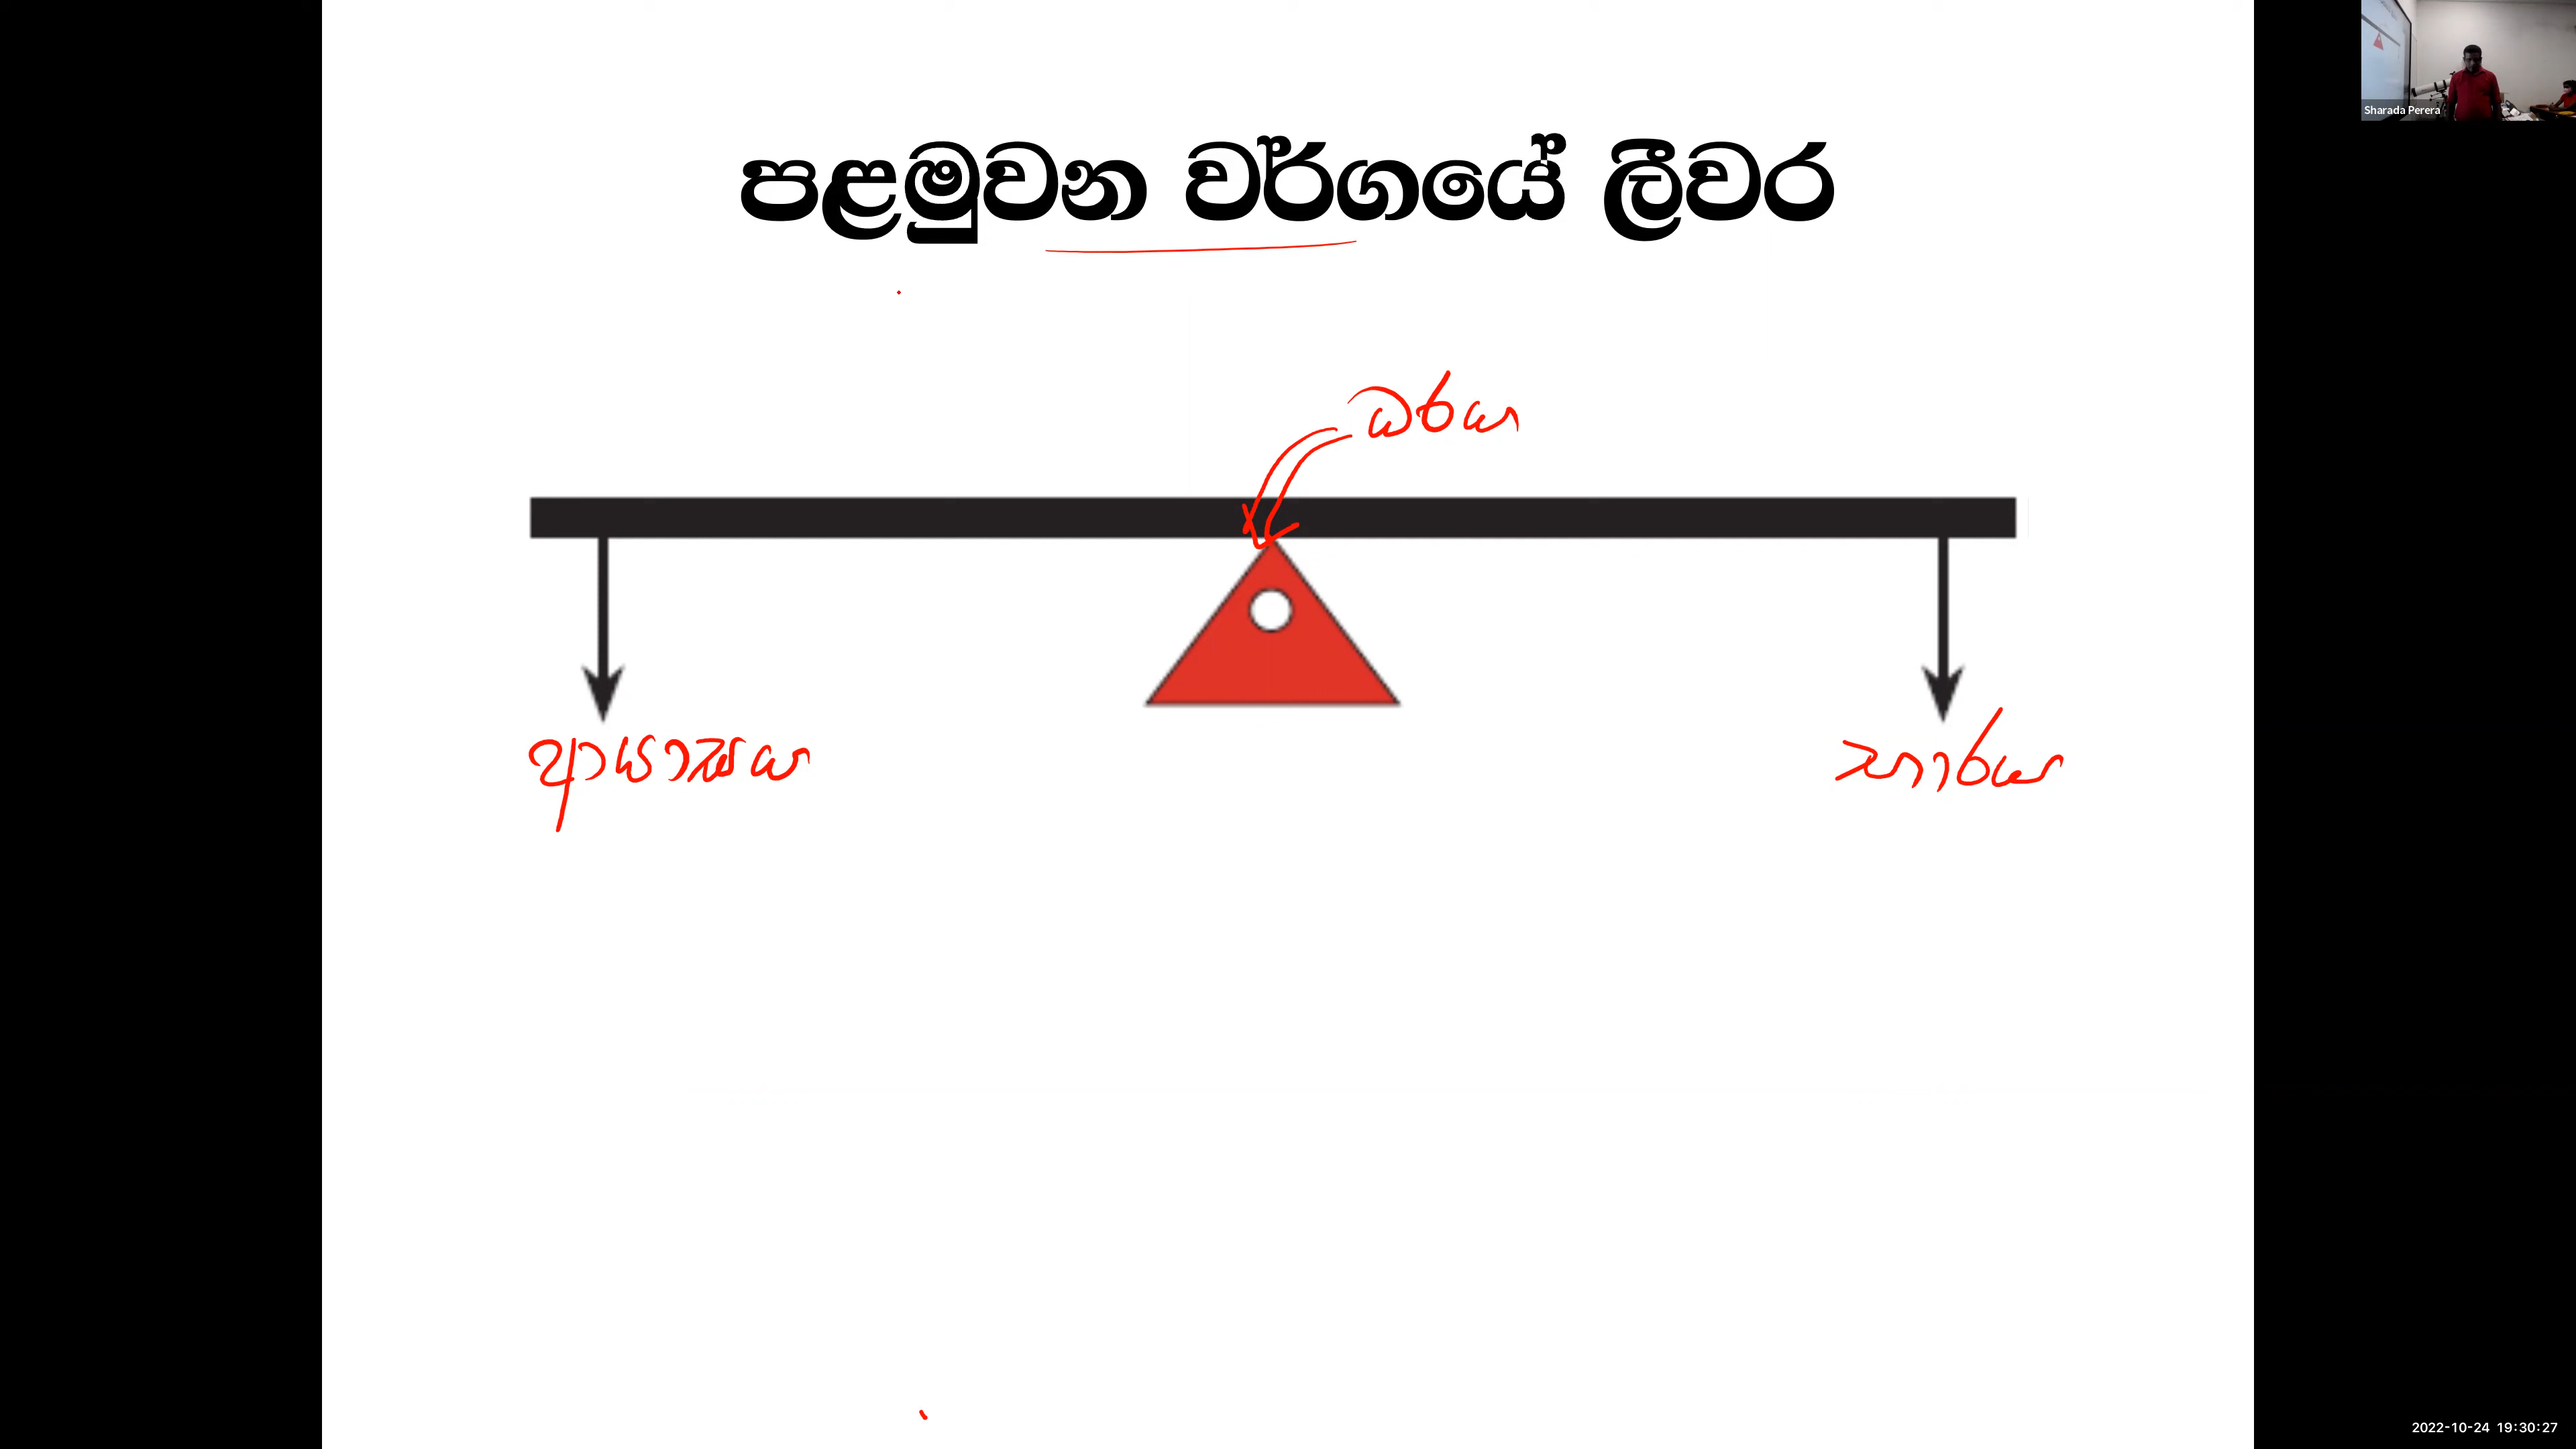 Sharada Perera
පළමුවන වර්ගයේ ලීවර
ධරය
ආයාසය
භාරය
2022-10-24 19:30:27